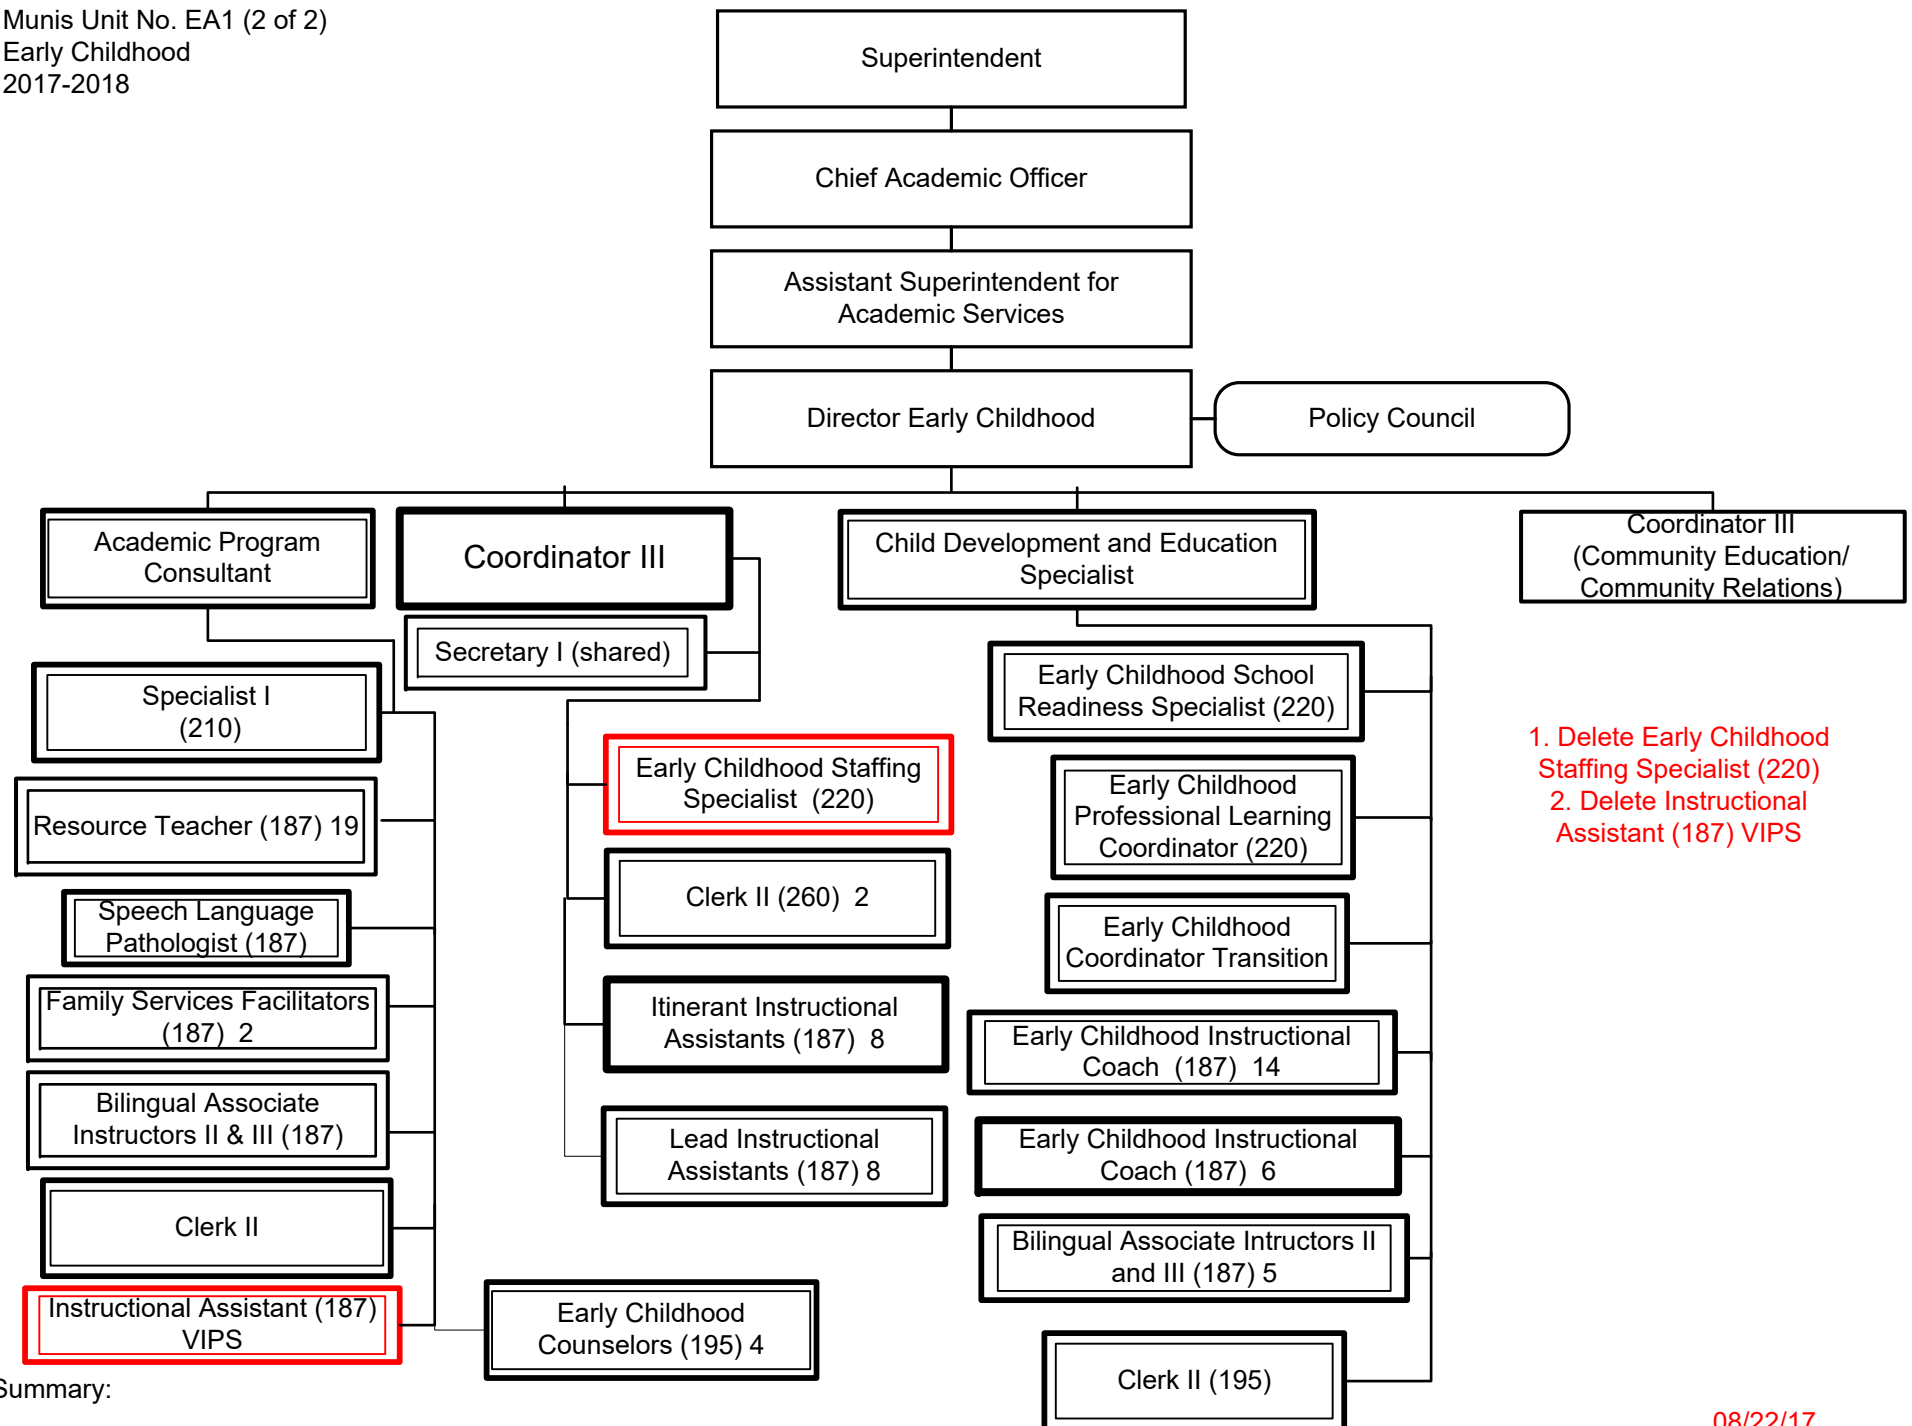 Munis Unit No. EA1 (2 of 2)
Early Childhood
2017-2018
Superintendent
Chief Academic Officer
Assistant Superintendent for
Academic Services
Director Early Childhood
Policy Council
Academic Program
Consultant
Coordinator III
Child Development and Education
Specialist
Coordinator III
(Community Education/
Community Relations)
Secretary I (shared)
Specialist I
(210)
Resource Teacher (187) 19
Speech Language
Pathologist (187)
Family Services Facilitators
(187)  2
Bilingual Associate
Instructors II & III (187)
Clerk II
Instructional Assistant (187)
VIPS
Early Childhood
Counselors (195) 4
Early Childhood Staffing
Specialist  (220)
Clerk II (260)  2
Itinerant Instructional
Assistants (187)  8
Lead Instructional
Assistants (187) 8
Early Childhood School
Readiness Specialist (220)
Early Childhood
Professional Learning
Coordinator (220)
Early Childhood
Coordinator Transition
Early Childhood Instructional
Coach  (187)  14
Early Childhood Instructional
Coach (187)  6
Bilingual Associate Intructors II
and III (187) 5
Clerk II (195)
1. Delete Early Childhood
Staffing Specialist (220)
2. Delete Instructional
Assistant (187) VIPS
Summary:
08/22/17